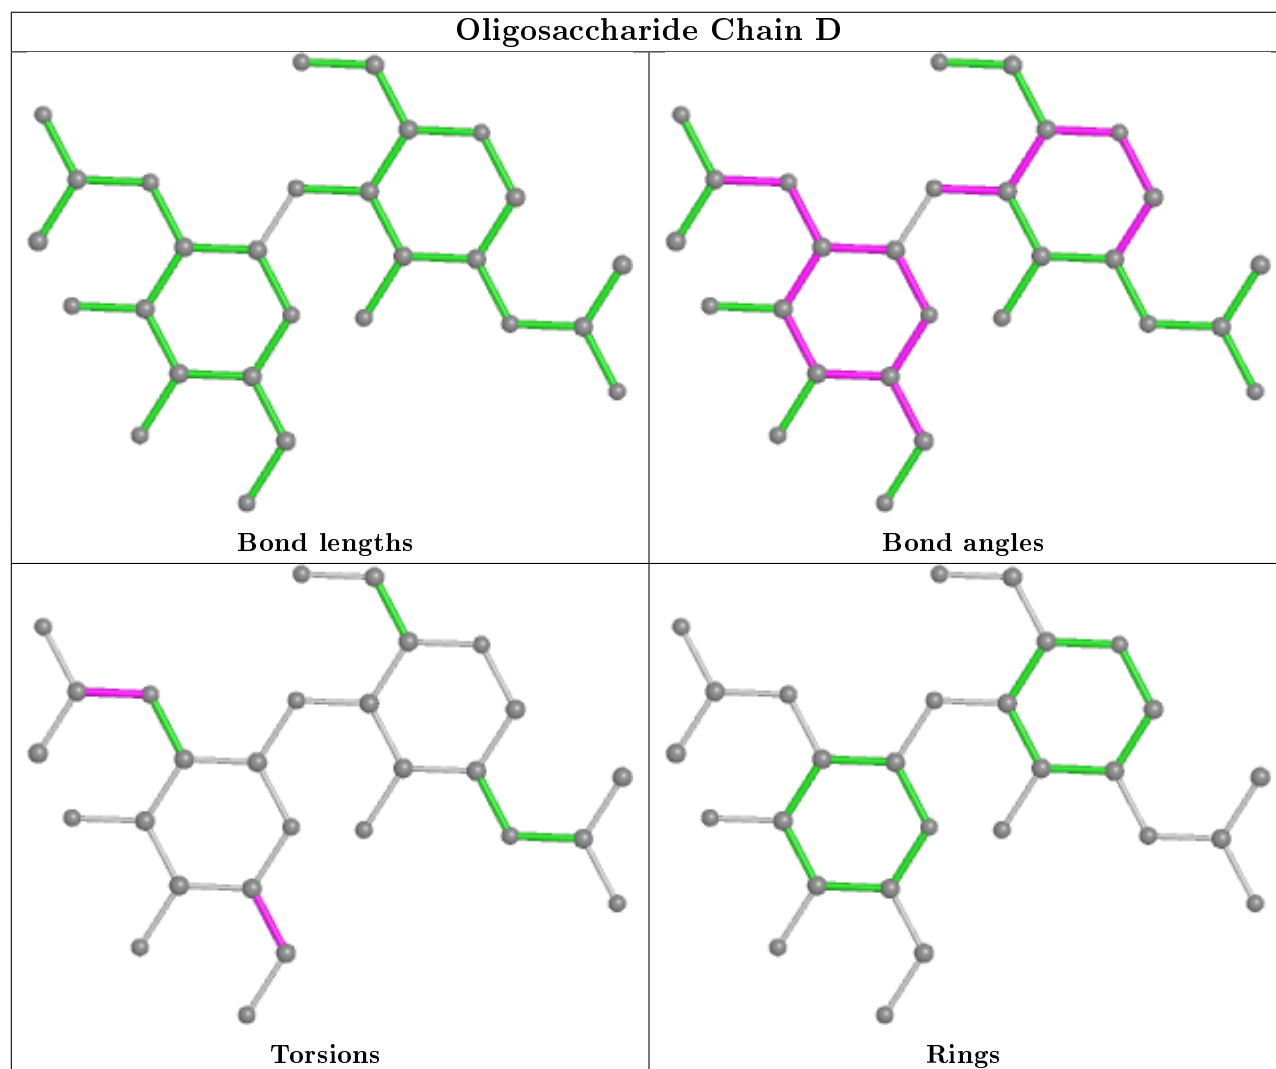 Oligosaccharide Chain D
Bond lengths
Bond angles
Torsions
Rings